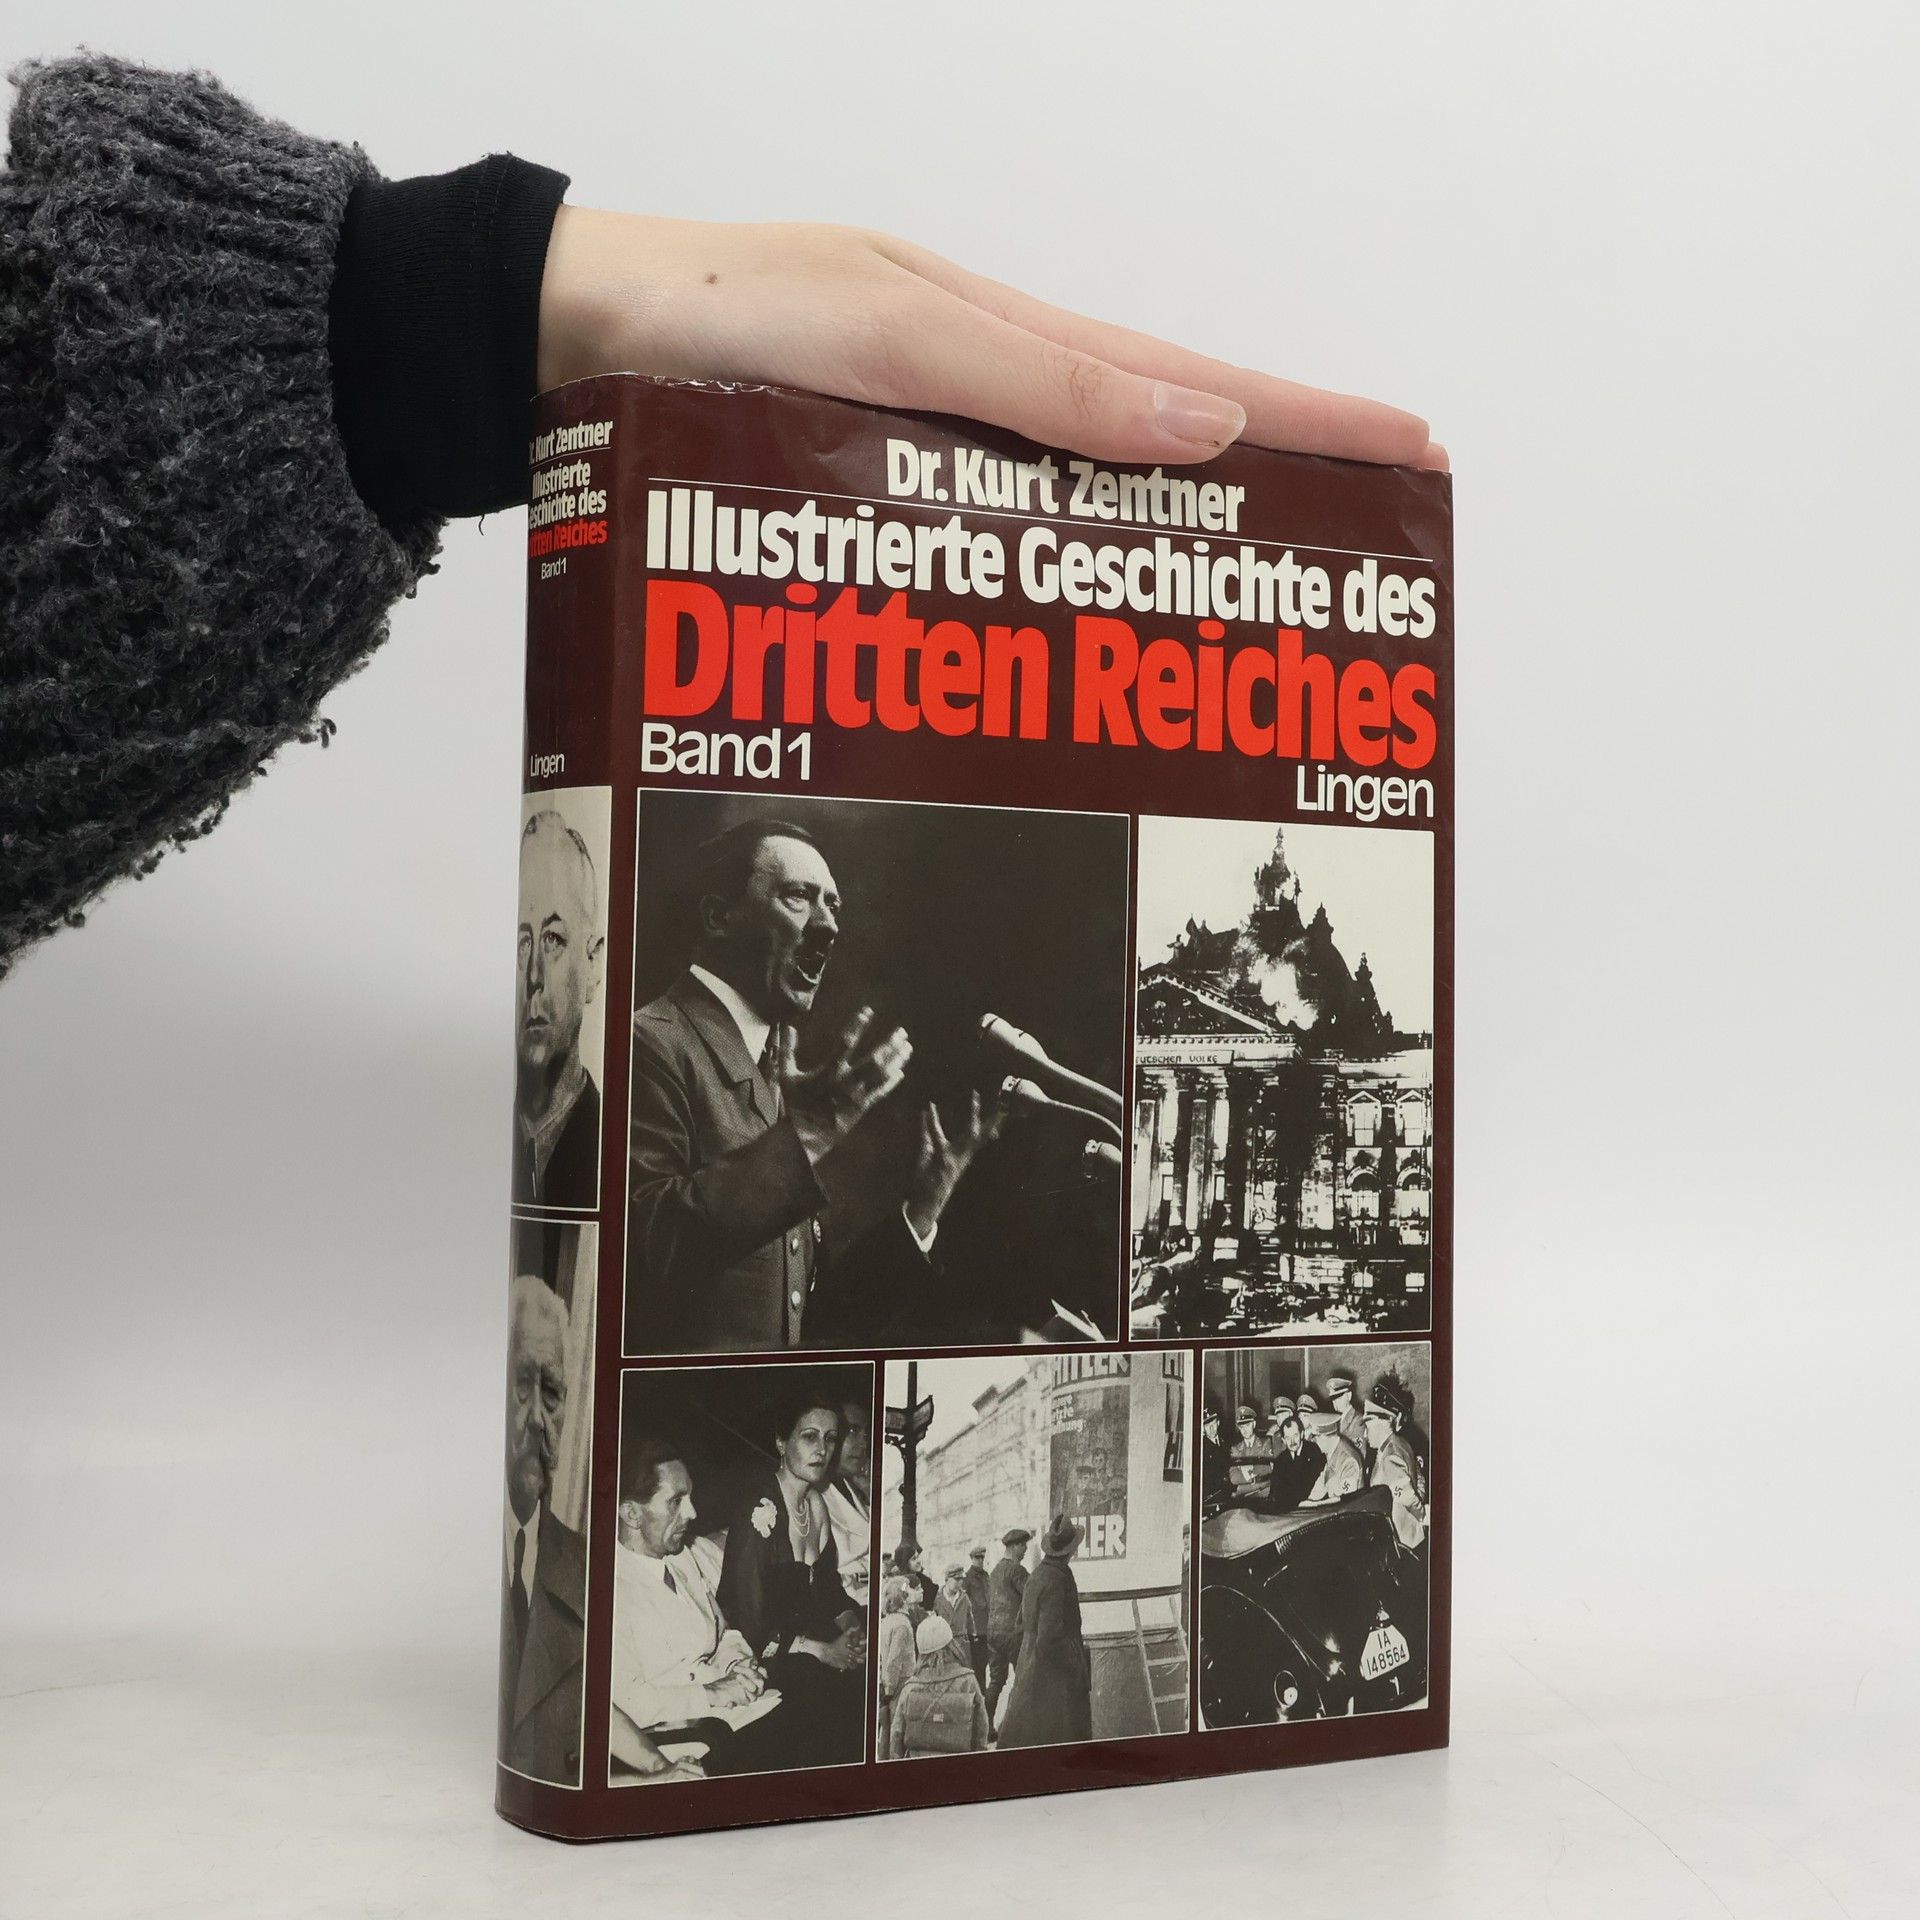 Dr. Kurt Zentner
Illustrierte
Geschichte des
Dritten Reiches
Band 1
Lingen
Dr. Kurt Zentner
Illustrierte Geschichte des
Dritten Reiches
Band 1
Lingen
DEUTSCHEN VOLKE
HITLER
IA
148564